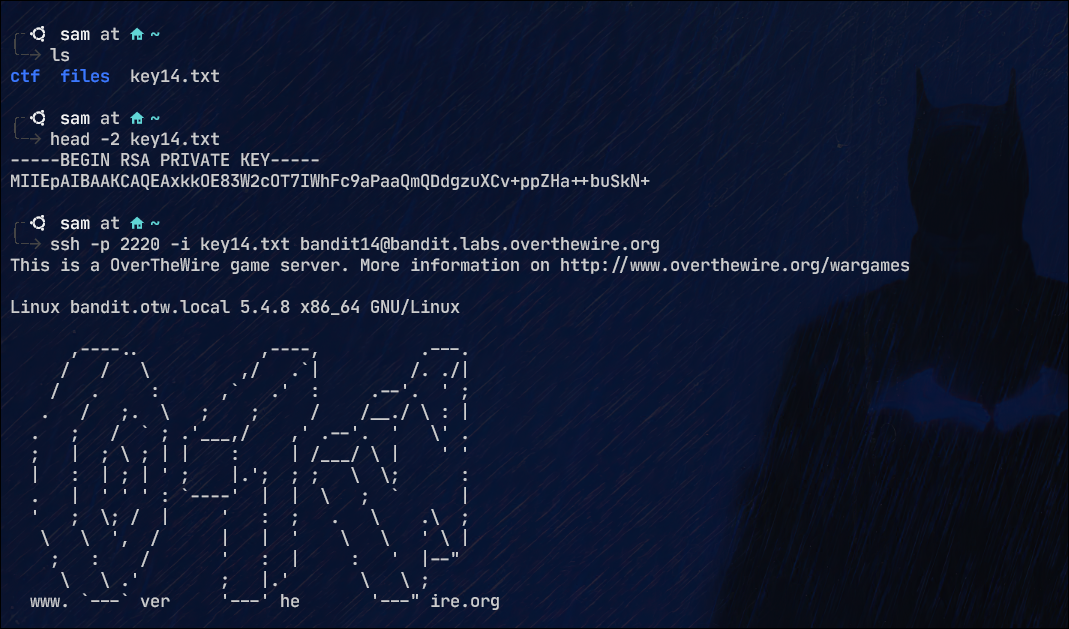 sam at ~
ls
ctf files key14.txt
sam at ~
head -2 key14.txt
-----BEGIN RSA PRIVATE KEY-----
MIIEpAIBAAKCAQEAxkkOE83W2cOT7IWhFc9aPaaQmQDdgzuXCv+ppZHa++buSkN+
sam at ~
ssh -p 2220 -i key14.txt bandit14@bandit.labs.overthewire.org
This is a OverTheWire game server. More information on http://www.overthewire.org/wargames
Linux bandit.otw.local 5.4.8 x86_64 GNU/Linux
www. `---` ver '---' he '---" ire.org